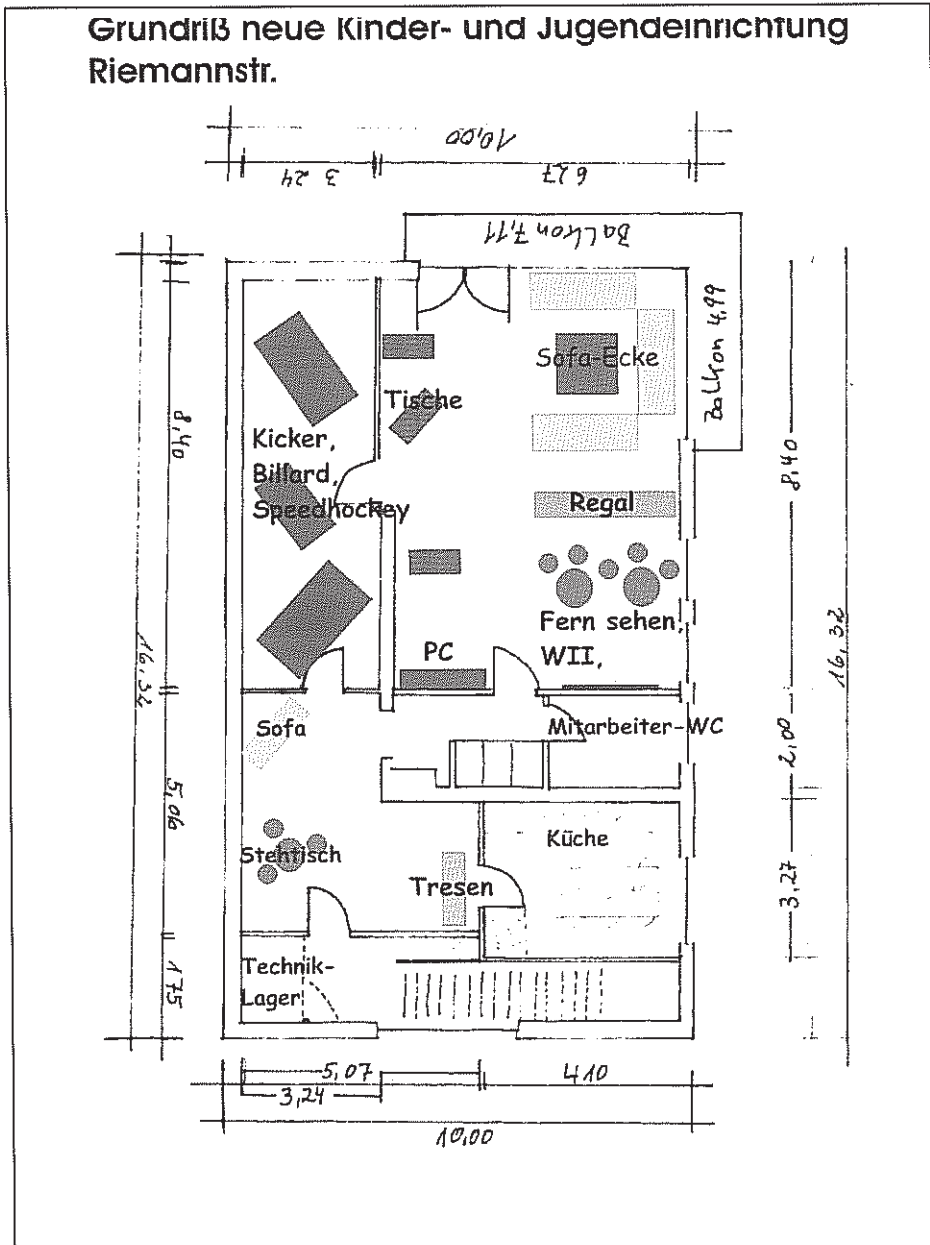 Grundriß neue Kinder- und Jugendeinrichtung
Riemannstr.
10,00
3,24
6,27
Balkon 7,11
Balkon 4,99
Sofa-Ecke
Tische
Kicker,
Billard,
Speedhockey
Regal
8,40
8,40
Fern sehen,
WII,
PC
16,32
16,32
Sofa
Mitarbeiter-WC
2,00
5,06
Stehtisch
Küche
Tresen
3,27
Technik-
Lager
1,75
5,07
4,10
3,24
10,00